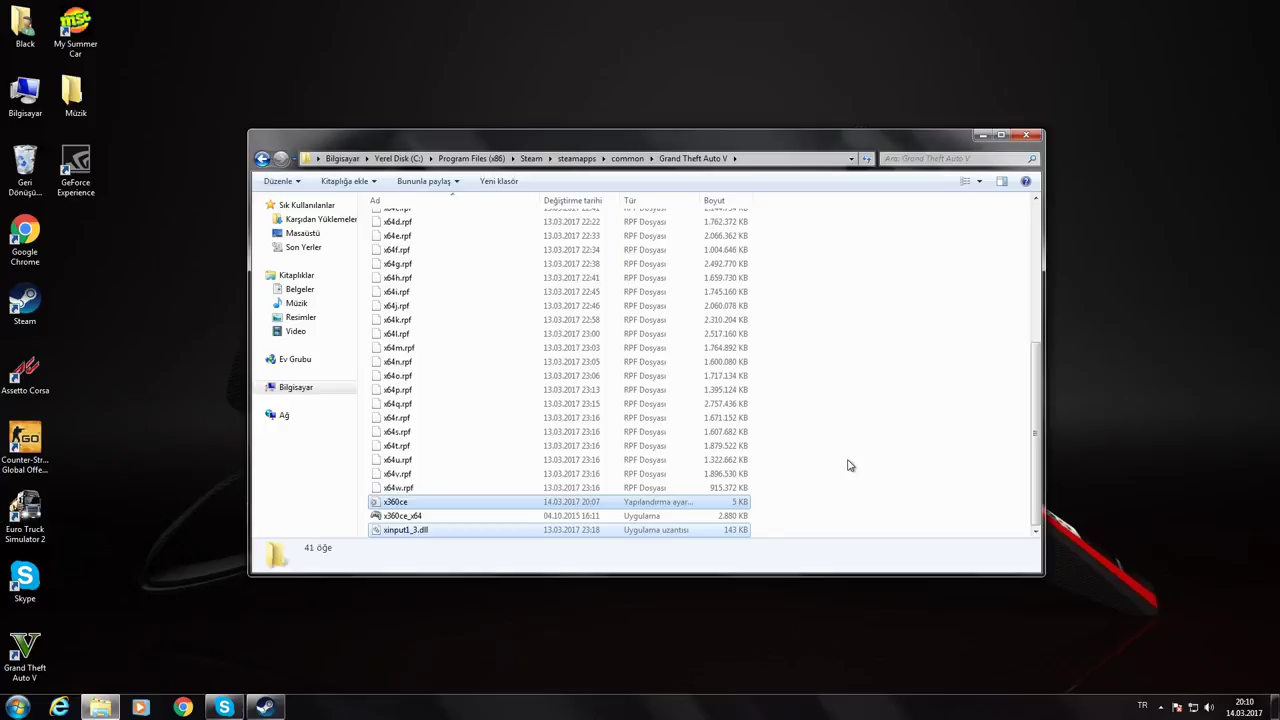 Black
My Summer
Car
Bilgisayar
Müzik
Geri
Dönüşü...
GeForce
Experience
Google
Chrome
Steam
Assetto Corsa
Counter-Str...
Global Offe...
Euro Truck
Simulator 2
Skype
Grand Theft
Auto V
Bilgisayar
Yerel Disk (C:)
Program Files (x86)
Steam
steamapps
common
Grand Theft Auto V
Ara: Grand Theft Auto V
Düzenle
Kitaplığa ekle
Bununla paylaş
Yeni klasör
Sık Kullanılanlar
Karşıdan Yüklemeler
Masaüstü
Son Yerler
Kitaplıklar
Belgeler
Müzik
Resimler
Video
Ev Grubu
Bilgisayar
Ağ
Ad Değiştirme tarihi Tür Boyut
x64d.rpf 13.03.2017 22:22 RPF Dosyası 1.762.372 KB
x64e.rpf 13.03.2017 22:33 RPF Dosyası 2.066.362 KB
x64f.rpf 13.03.2017 22:34 RPF Dosyası 1.004.646 KB
x64g.rpf 13.03.2017 22:38 RPF Dosyası 2.492.770 KB
x64h.rpf 13.03.2017 22:41 RPF Dosyası 1.659.730 KB
x64i.rpf 13.03.2017 22:45 RPF Dosyası 1.745.160 KB
x64j.rpf 13.03.2017 22:46 RPF Dosyası 2.060.078 KB
x64k.rpf 13.03.2017 22:58 RPF Dosyası 2.310.204 KB
x64l.rpf 13.03.2017 23:00 RPF Dosyası 2.517.160 KB
x64m.rpf 13.03.2017 23:03 RPF Dosyası 1.764.892 KB
x64n.rpf 13.03.2017 23:05 RPF Dosyası 1.600.080 KB
x64o.rpf 13.03.2017 23:06 RPF Dosyası 1.717.134 KB
x64p.rpf 13.03.2017 23:13 RPF Dosyası 1.395.124 KB
x64q.rpf 13.03.2017 23:15 RPF Dosyası 2.757.436 KB
x64r.rpf 13.03.2017 23:16 RPF Dosyası 1.671.152 KB
x64s.rpf 13.03.2017 23:16 RPF Dosyası 1.607.682 KB
x64t.rpf 13.03.2017 23:16 RPF Dosyası 1.879.522 KB
x64u.rpf 13.03.2017 23:16 RPF Dosyası 1.322.662 KB
x64v.rpf 13.03.2017 23:16 RPF Dosyası 1.896.530 KB
x64w.rpf 13.03.2017 23:16 RPF Dosyası 915.372 KB
x360ce 14.03.2017 20:07 Yapılandırma ayar... 5 KB
x360ce_x64 04.10.2015 16:11 Uygulama 2.880 KB
xinput1_3.dll 13.03.2017 23:18 Uygulama uzantısı 143 KB
41 öğe
TR
20:10
14.03.2017